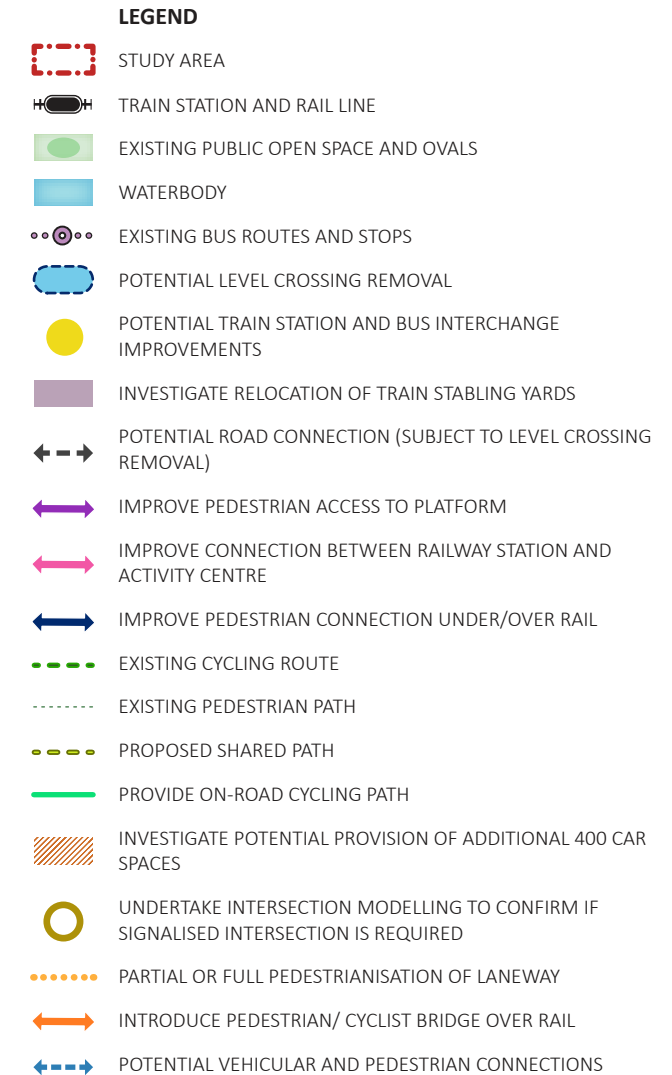 LEGEND
STUDY AREA
TRAIN STATION AND RAIL LINE
EXISTING PUBLIC OPEN SPACE AND OVALS
WATERBODY
EXISTING BUS ROUTES AND STOPS
POTENTIAL LEVEL CROSSING REMOVAL
POTENTIAL TRAIN STATION AND BUS INTERCHANGE
IMPROVEMENTS
INVESTIGATE RELOCATION OF TRAIN STABLING YARDS
POTENTIAL ROAD CONNECTION (SUBJECT TO LEVEL CROSSING
REMOVAL)
IMPROVE PEDESTRIAN ACCESS TO PLATFORM
IMPROVE CONNECTION BETWEEN RAILWAY STATION AND
ACTIVITY CENTRE
IMPROVE PEDESTRIAN CONNECTION UNDER/OVER RAIL
EXISTING CYCLING ROUTE
EXISTING PEDESTRIAN PATH
PROPOSED SHARED PATH
PROVIDE ON-ROAD CYCLING PATH
INVESTIGATE POTENTIAL PROVISION OF ADDITIONAL 400 CAR
SPACES
UNDERTAKE INTERSECTION MODELLING TO CONFIRM IF
SIGNALISED INTERSECTION IS REQUIRED
PARTIAL OR FULL PEDESTRIANISATION OF LANEWAY
INTRODUCE PEDESTRIAN/ CYCLIST BRIDGE OVER RAIL
POTENTIAL VEHICULAR AND PEDESTRIAN CONNECTIONS